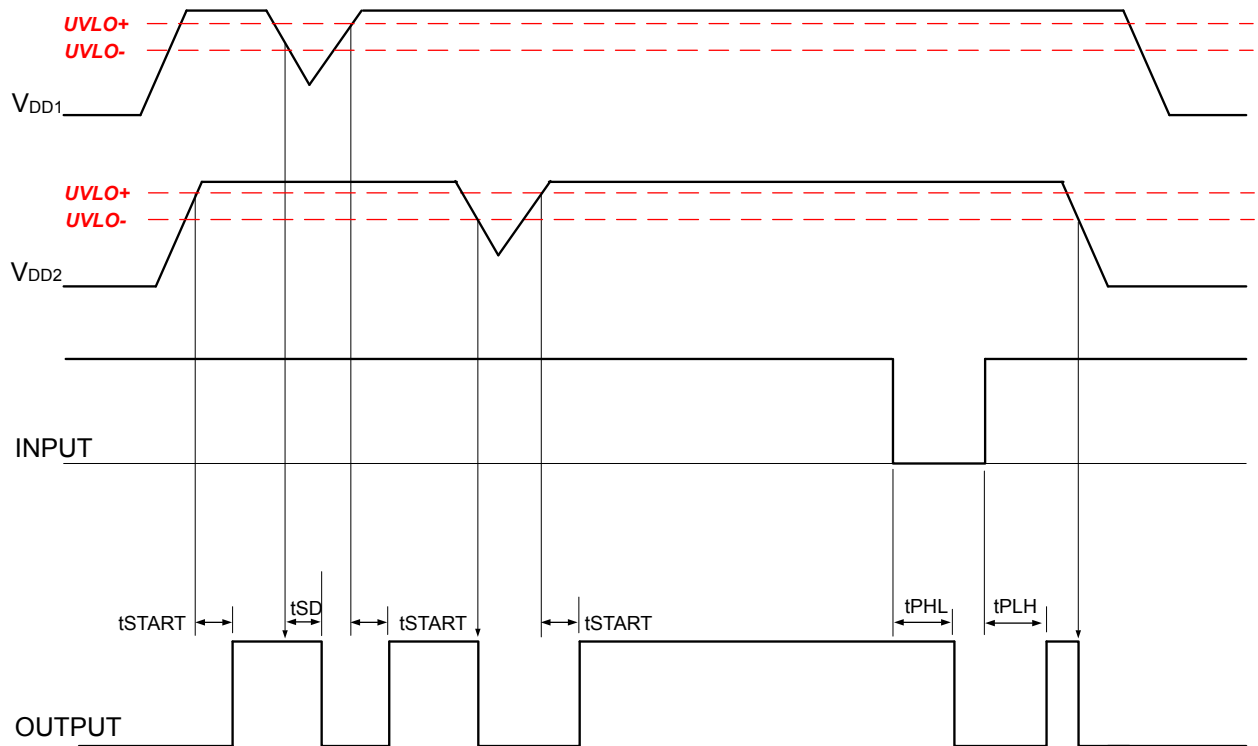 UVLO+
UVLO-
VDD1
UVLO+
UVLO-
VDD2
INPUT
tSTART
tSD
tSTART
tSTART
tPHL
tPLH
OUTPUT